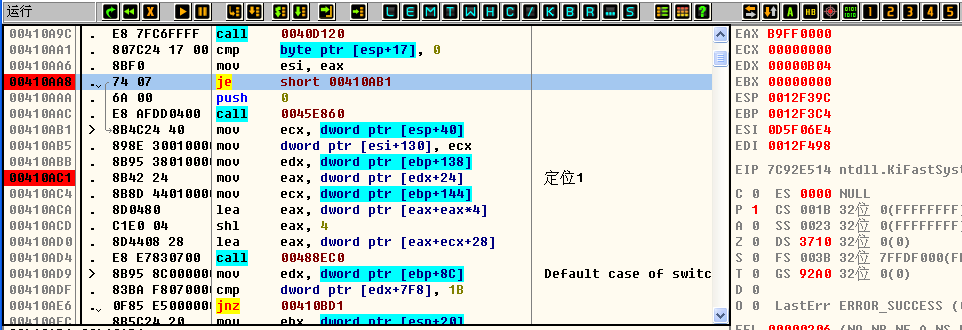 运行 L E M T W H C / K B R ... S ? A HB 1 2 3 4 5
00410A9C . E8 7FC6FFFF call 0040D120
00410AA1 . 807C24 17 00 cmp byte ptr [esp+17], 0
00410AA6 . 8BF0 mov esi, eax
00410AA8 . 74 07 je short 00410AB1
00410AAA . 6A 00 push 0
00410AAC . E8 AFDD0400 call 0045E860
00410AB1 > 8B4C24 40 mov ecx, dword ptr [esp+40]
00410AB5 . 898E 3001000 mov dword ptr [esi+130], ecx
00410ABB . 8B95 3801000 mov edx, dword ptr [ebp+138]
00410AC1 . 8B42 24 mov eax, dword ptr [edx+24] 定位1
00410AC4 . 8B8D 4401000 mov ecx, dword ptr [ebp+144]
00410ACA . 8D0480 lea eax, dword ptr [eax+eax*4]
00410ACD . C1E0 04 shl eax, 4
00410AD0 . 8D4408 28 lea eax, dword ptr [eax+ecx+28]
00410AD4 . E8 E7830700 call 00488EC0
00410AD9 > 8B95 8C00000 mov edx, dword ptr [ebp+8C] Default case of switc
00410ADF . 83BA F807000 cmp dword ptr [edx+7F8], 1B
00410AE6 . 0F85 E500000 jnz 00410BD1
00410AEC . 8B5C24 20 mov ebx, dword ptr [esp+20]
EAX B9FF0000
ECX 00000000
EDX 00000B04
EBX 00000000
ESP 0012F39C
EBP 0012F3C4
ESI 0D5F06E4
EDI 0012F498
EIP 7C92E514 ntdll.KiFastSyst
C 0 ES 0000 NULL
P 1 CS 001B 32位 0(FFFFFFFF)
A 0 SS 0023 32位 0(FFFFFFFF)
Z 0 DS 3710 32位 0(0)
S 0 FS 003B 32位 7FFDF000(FF
T 0 GS 92A0 32位 0(0)
D 0
O 0 LastErr ERROR_SUCCESS (
EFL 00000206 (NO,NB,NE,A,NS,